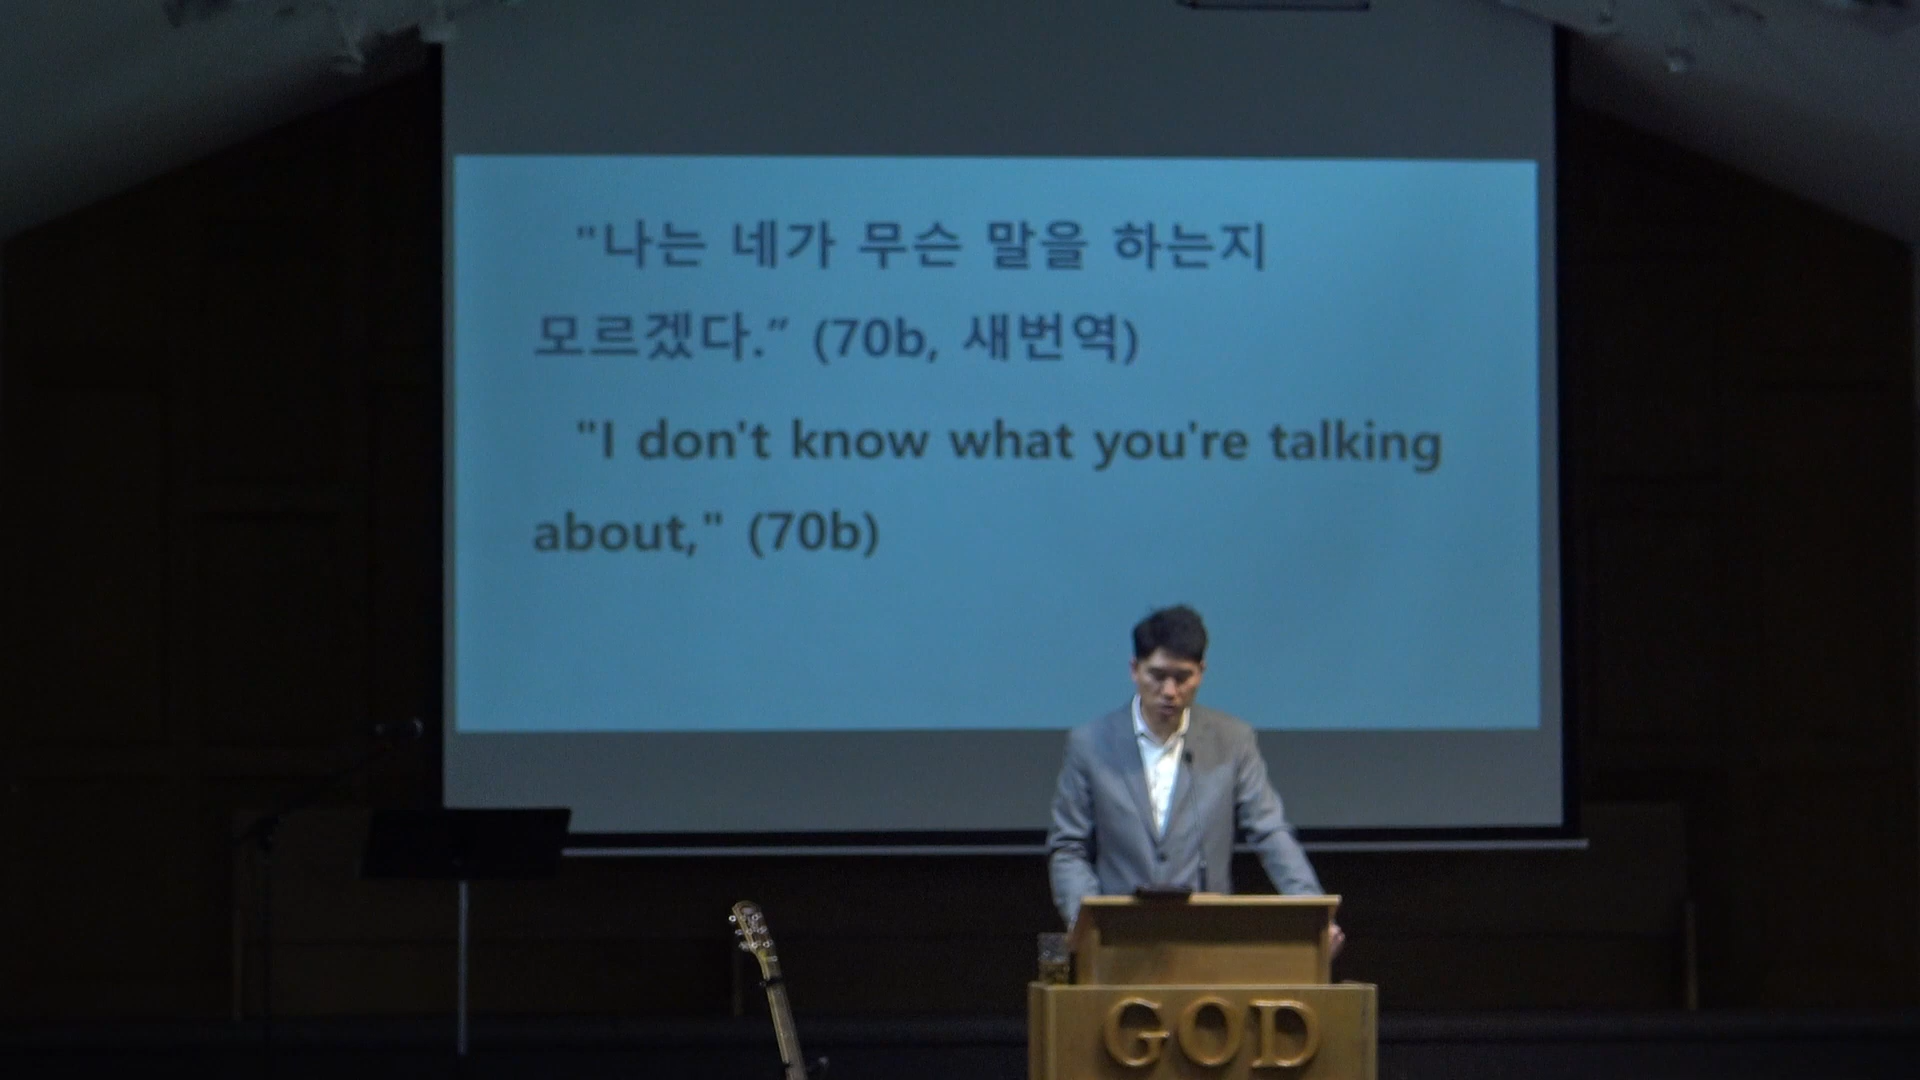 "나는 네가 무슨 말을 하는지
모르겠다.” (70b, 새번역)
"I don't know what you're talking
about," (70b)
GOD